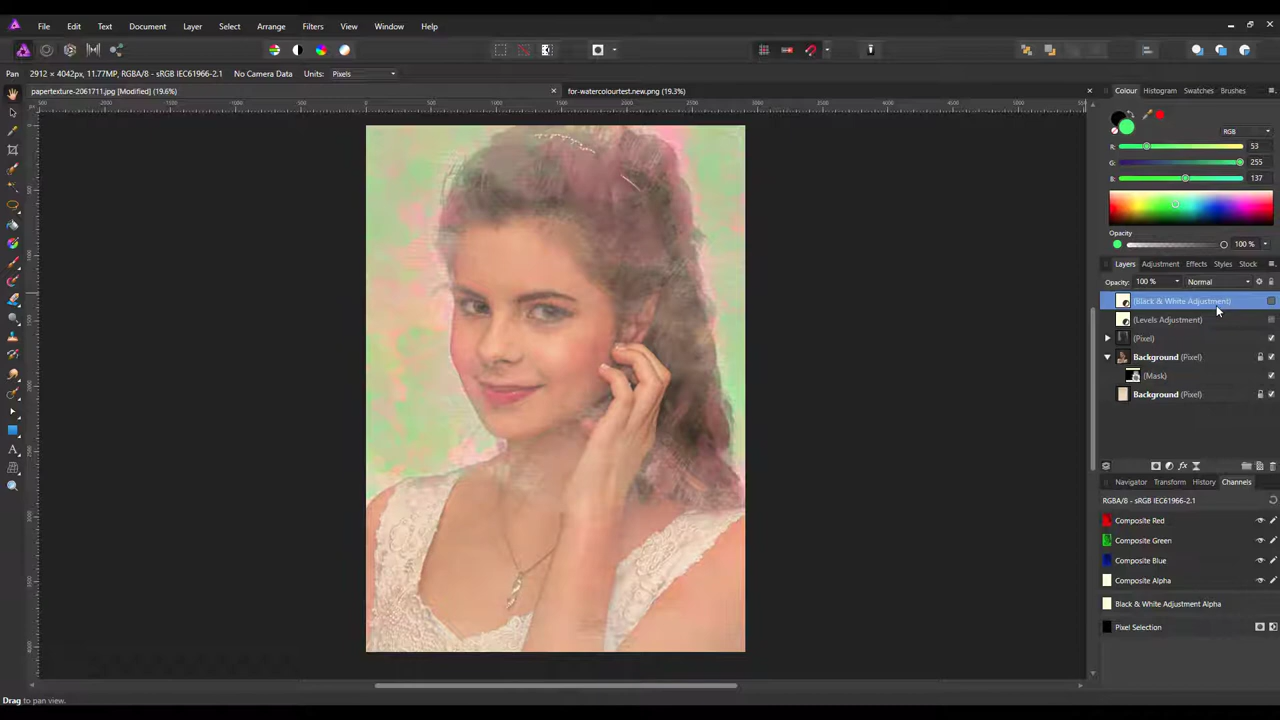 File Edit Text Document Layer Select Arrange Filters View Window Help
Pan 2912 × 4042px, 11.77MP, RGBA/8 - sRGB IEC61966-2.1 No Camera Data Units: Pixels
papertexture-2061711.jpg [Modified] (19.6%) for-watercolourtest.new.png (19.3%)
Colour Histogram Swatches Brushes
RGB
R: 53
G: 255
B: 137
Opacity
100 %
Layers Adjustment Effects Styles Stock
Opacity: 100 % Normal
(Black & White Adjustment)
(Levels Adjustment)
(Pixel)
Background (Pixel)
(Mask)
Background (Pixel)
Navigator Transform History Channels
RGBA/8 - sRGB IEC61966-2.1
Composite Red
Composite Green
Composite Blue
Composite Alpha
Black & White Adjustment Alpha
Pixel Selection
Drag to pan view.